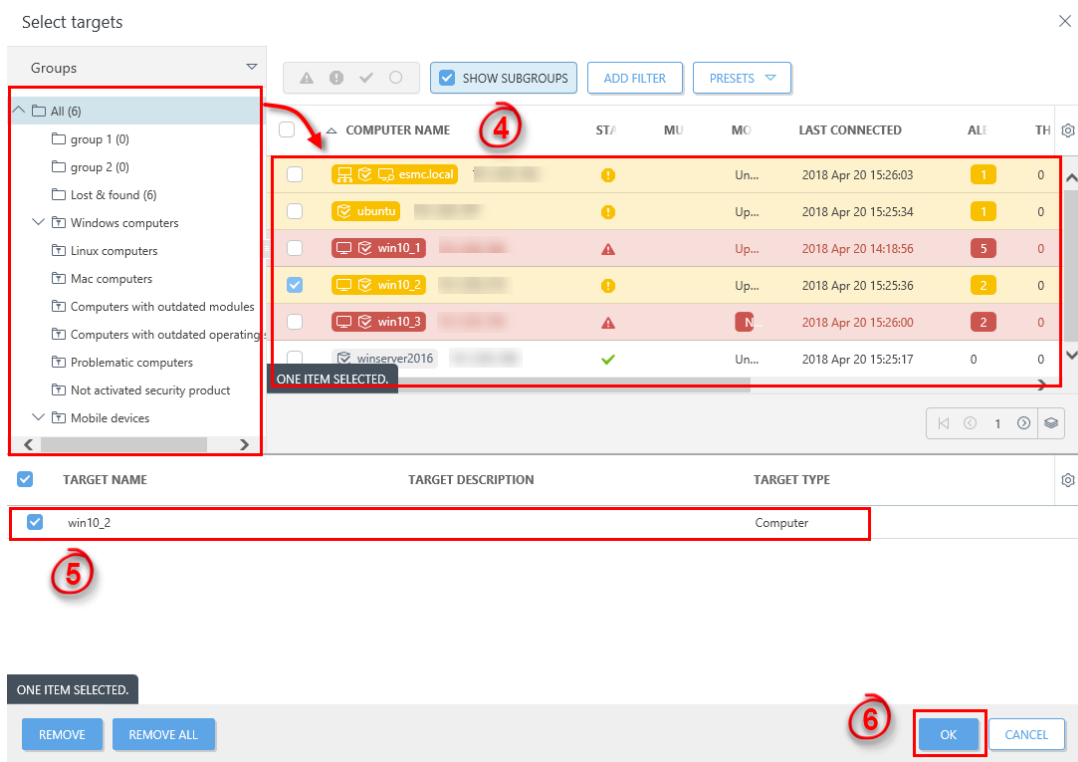 Select targets
Groups
SHOW SUBGROUPS
ADD FILTER
PRESETS
All (6)
group 1 (0)
group 2 (0)
Lost & found (6)
Windows computers
Linux computers
Mac computers
Computers with outdated modules
Computers with outdated operating
Problematic computers
Not activated security product
Mobile devices
4
COMPUTER NAME STA MU MO LAST CONNECTED ALE TH
esmc.local Un... 2018 Apr 20 15:26:03 1 0
ubuntu Up... 2018 Apr 20 15:25:34 1 0
win10_1 Up... 2018 Apr 20 14:18:56 5 0
win10_2 Up... 2018 Apr 20 15:25:36 2 0
win10_3 N... 2018 Apr 20 15:26:00 2 0
winserver2016 Un... 2018 Apr 20 15:25:17 0 0
ONE ITEM SELECTED.
1
TARGET NAME TARGET DESCRIPTION TARGET TYPE
win10_2 Computer
5
ONE ITEM SELECTED.
REMOVE
REMOVE ALL
6
OK
CANCEL